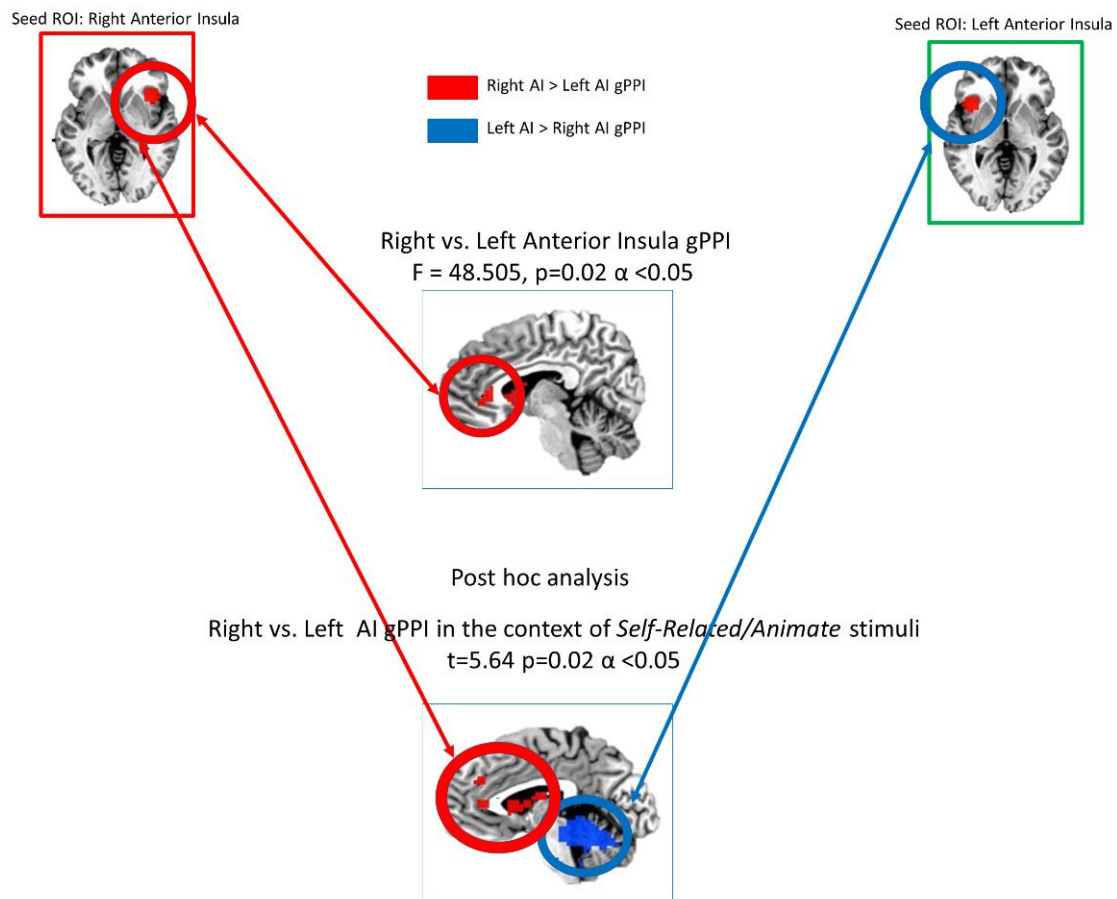 Seed ROI: Right Anterior Insula
Seed ROI: Left Anterior Insula
Right AI > Left AI gPPI
Left AI > Right AI gPPI
Right vs. Left Anterior Insula gPPI
F = 48.505, p=0.02 α <0.05
Post hoc analysis
Right vs. Left  AI gPPI in the context of Self-Related/Animate stimuli
t=5.64 p=0.02 α <0.05